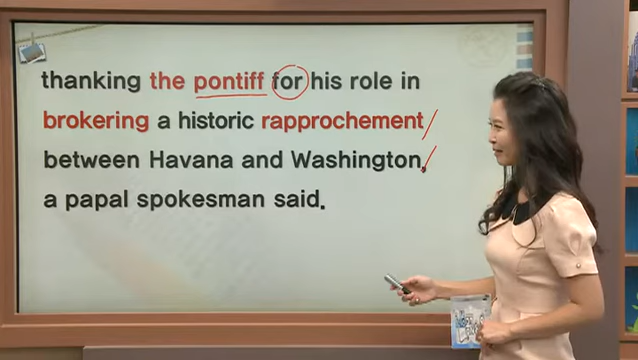 thanking the pontiff for his role in
brokering a historic rapprochement
between Havana and Washington,
a papal spokesman said.